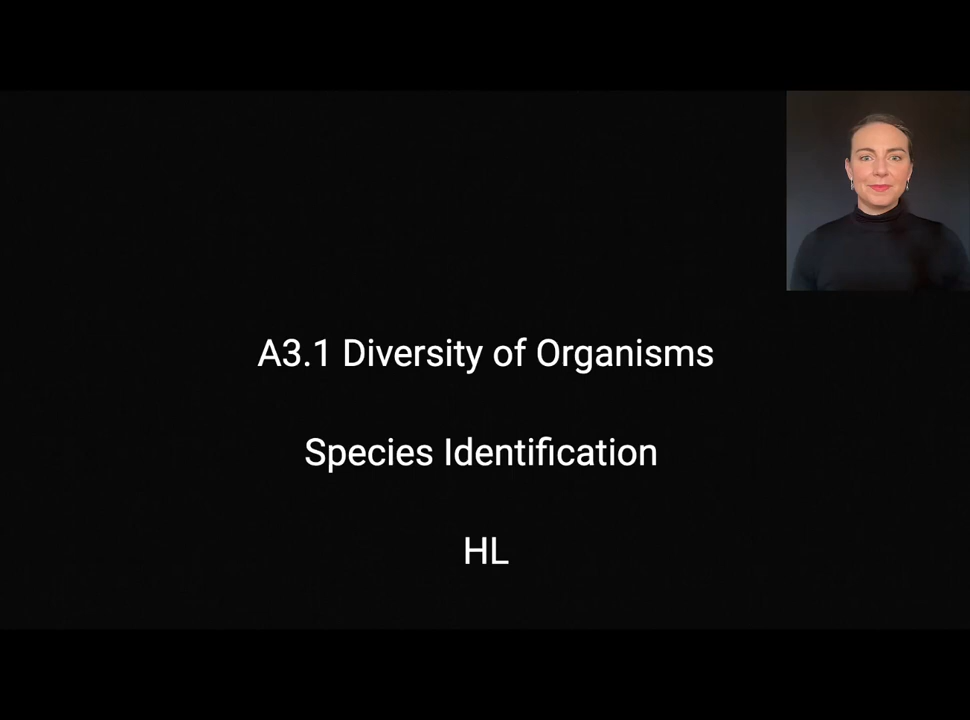 A3.1 Diversity of Organisms
Species Identification
HL